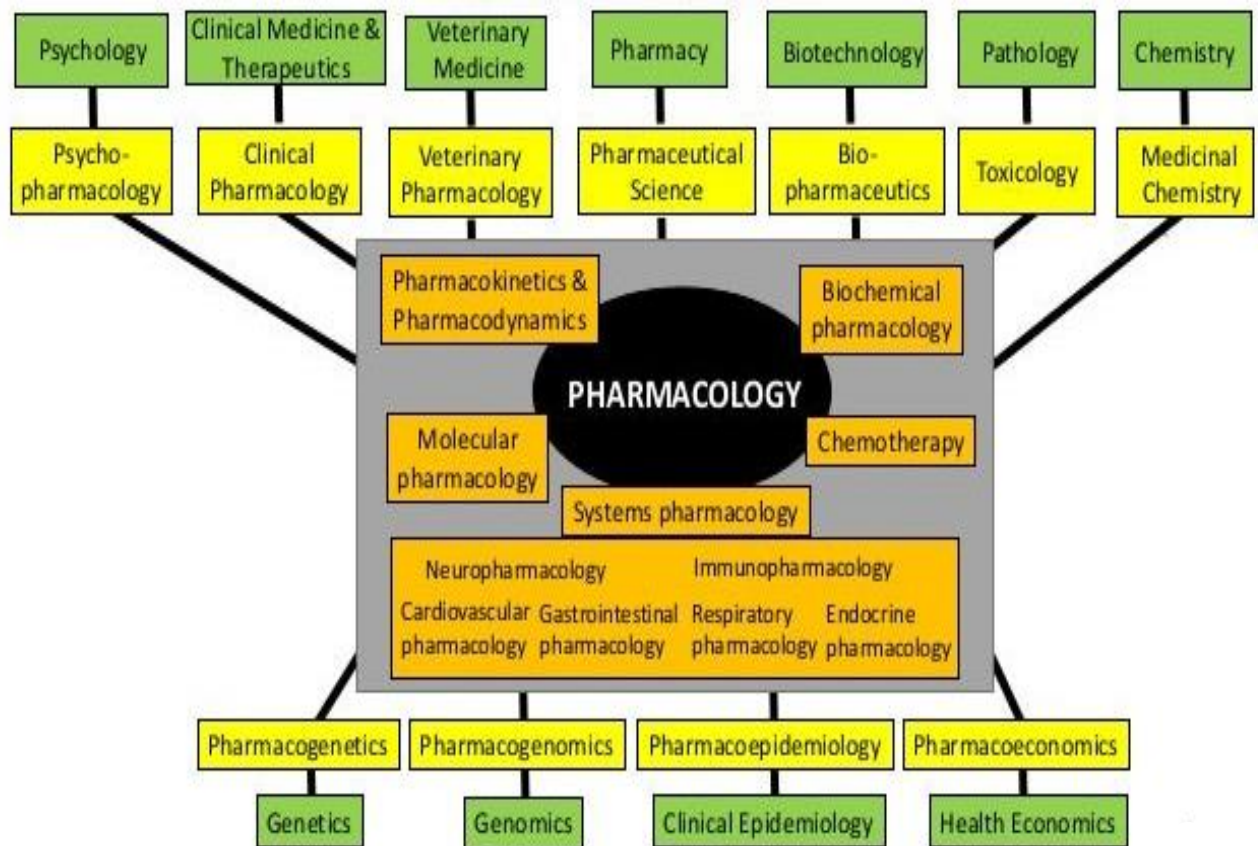 Psychology
Clinical Medicine &
Therapeutics
Veterinary
Medicine
Pharmacy
Biotechnology
Pathology
Chemistry
Psycho-
pharmacology
Clinical
Pharmacology
Veterinary
Pharmacology
Pharmaceutical
Science
Bio-
pharmaceutics
Toxicology
Medicinal
Chemistry
Pharmacokinetics &
Pharmacodynamics
Biochemical
pharmacology
PHARMACOLOGY
Molecular
pharmacology
Chemotherapy
Systems pharmacology
Neuropharmacology
Immunopharmacology
Cardiovascular
pharmacology
Gastrointestinal
pharmacology
Respiratory
pharmacology
Endocrine
pharmacology
Pharmacogenetics
Pharmacogenomics
Pharmacoepidemiology
Pharmacoeconomics
Genetics
Genomics
Clinical Epidemiology
Health Economics